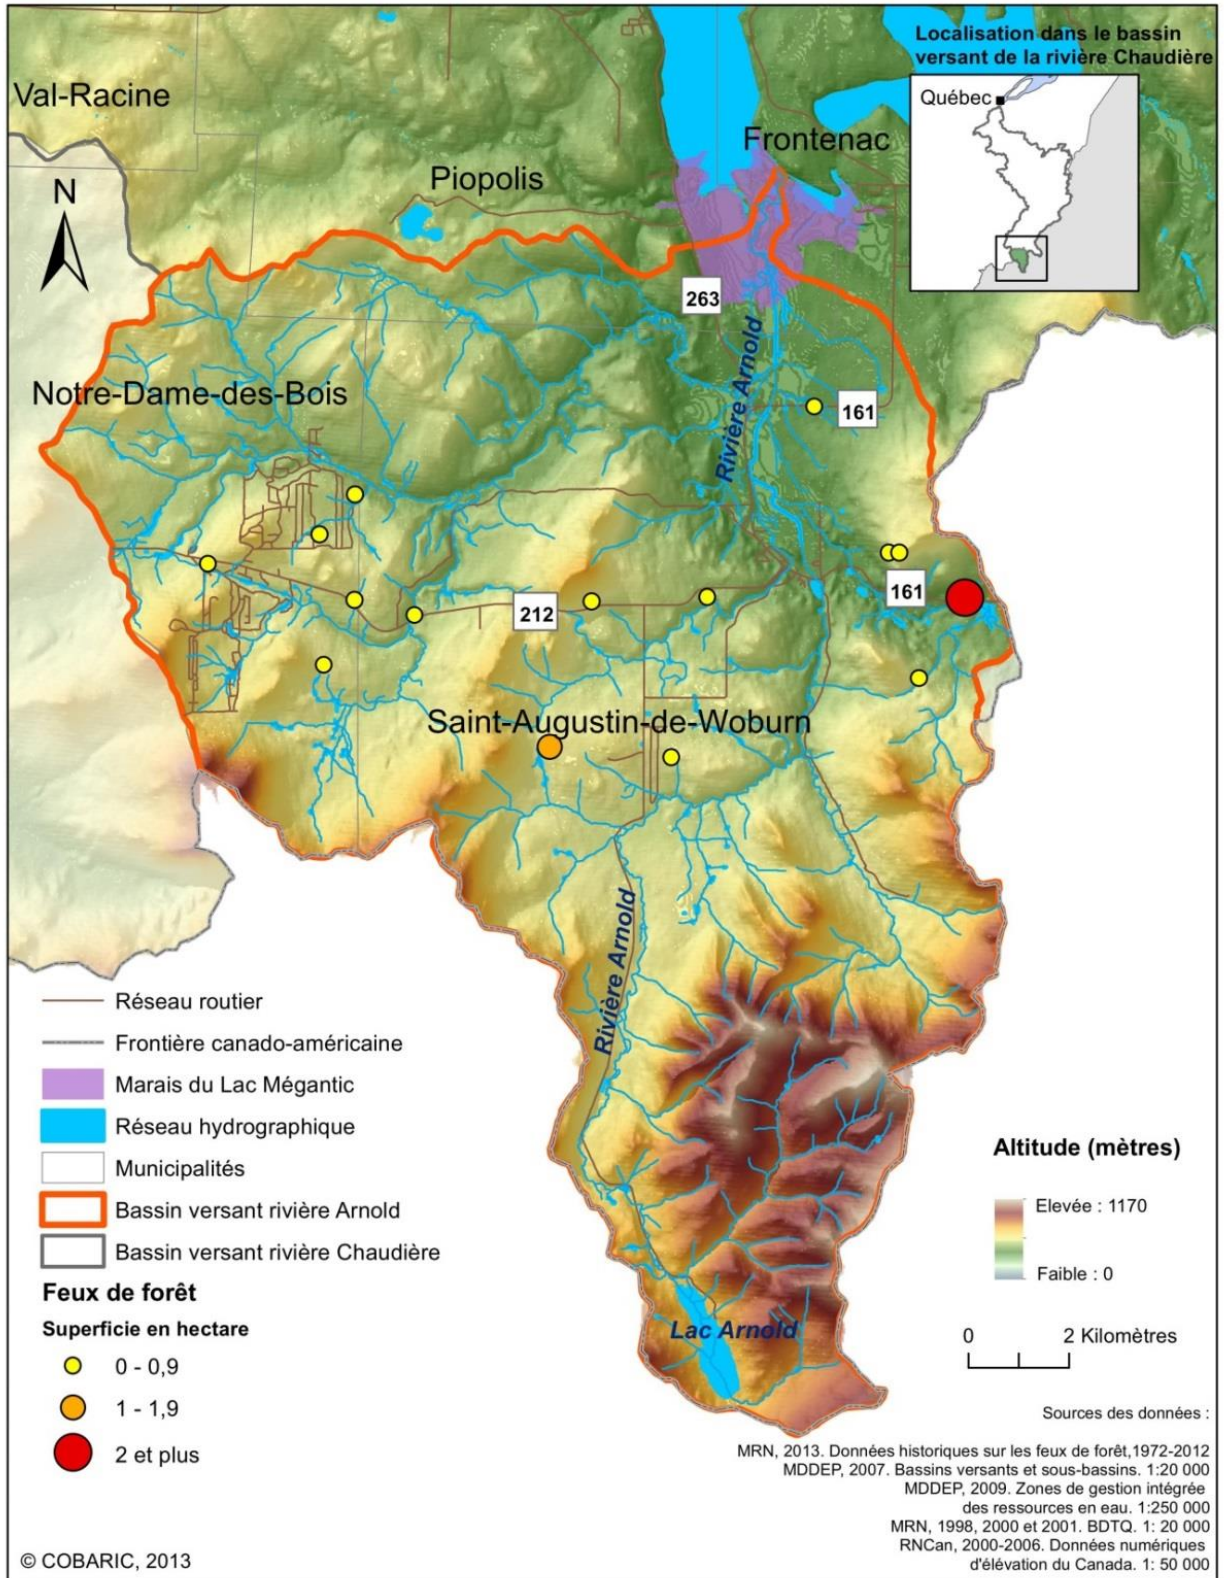 Localisation dans le bassin
versant de la rivière Chaudière
Québec
Val-Racine
Frontenac
Piopolis
N
263
Notre-Dame-des-Bois
Rivière Arnold
161
161
212
Saint-Augustin-de-Woburn
Rivière Arnold
Lac Arnold
Réseau routier
Frontière canado-américaine
Marais du Lac Mégantic
Réseau hydrographique
Municipalités
Bassin versant rivière Arnold
Bassin versant rivière Chaudière
Feux de forêt
Superficie en hectare
0 - 0,9
1 - 1,9
2 et plus
Altitude (mètres)
Elevée : 1170
Faible : 0
0 2 Kilomètres
Sources des données :
MRN, 2013. Données historiques sur les feux de forêt,1972-2012
MDDEP, 2007. Bassins versants et sous-bassins. 1:20 000
MDDEP, 2009. Zones de gestion intégrée
des ressources en eau. 1:250 000
MRN, 1998, 2000 et 2001. BDTQ. 1: 20 000
RNCan, 2000-2006. Données numériques
d'élévation du Canada. 1: 50 000
© COBARIC, 2013